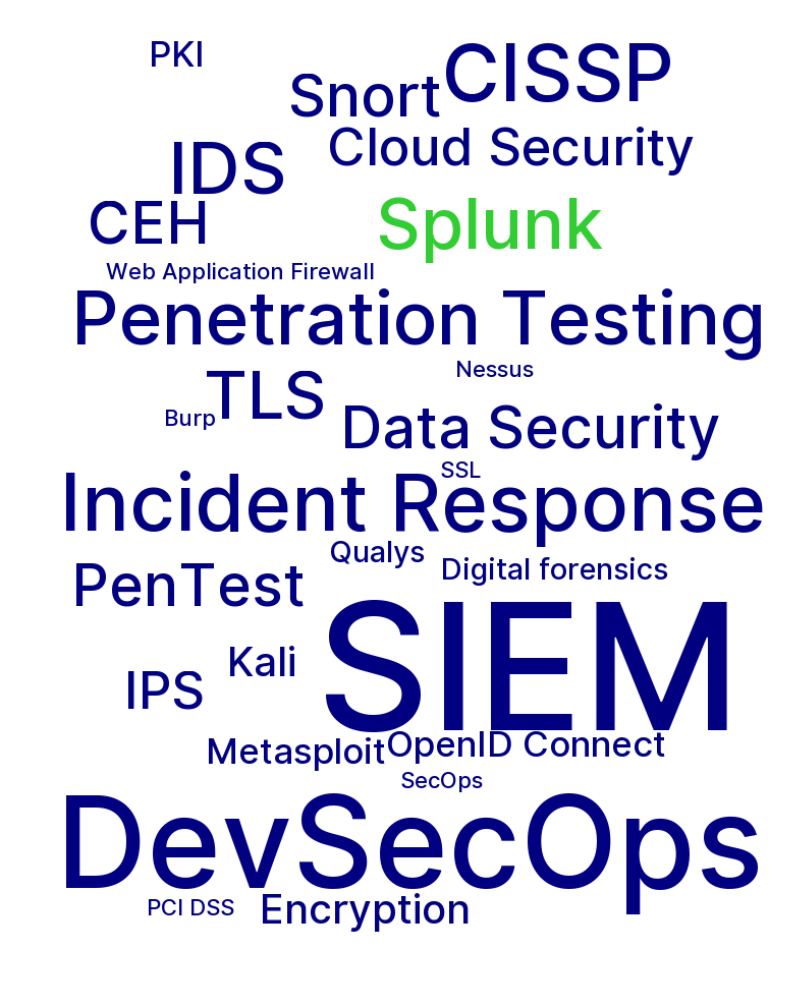 PKI
CISSP
Snort
Cloud Security
IDS
CEH
Splunk
Web Application Firewall
Penetration Testing
Nessus
TLS
Burp
Data Security
SSL
Incident Response
Qualys
Digital forensics
PenTest
SIEM
Kali
IPS
Metasploit
OpenID Connect
SecOps
DevSecOps
PCI DSS
Encryption